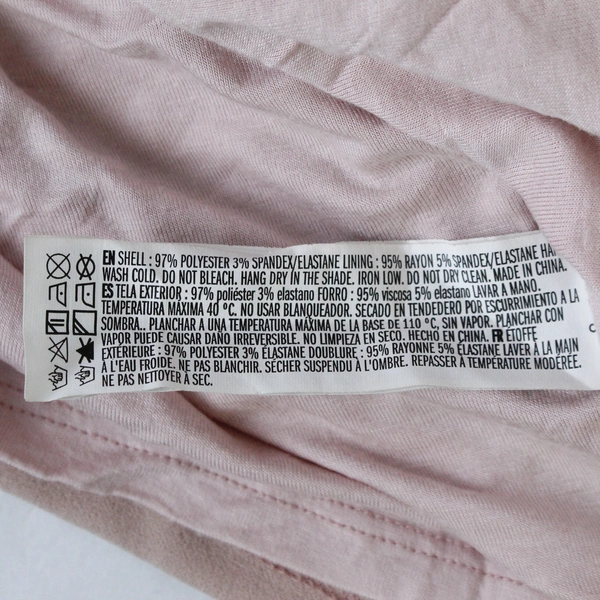 EN SHELL : 97% POLYESTER 3% SPANDEX/ELASTANE LINING : 95% RAYON 5% SPANDEX/ELASTANE HA
WASH COLD. DO NOT BLEACH. HANG DRY IN THE SHADE. IRON LOW. DO NOT DRY CLEAN. MADE IN CHINA.
ES TELA EXTERIOR : 97% poliéster 3% elastano FORRO : 95% viscosa 5% elastano LAVAR A MANO.
TEMPERATURA MÁXIMA 40 °C. NO USAR BLANQUEADOR. SECADO EN TENDEDERO POR ESCURRIMIENTO A LA
SOMBRA.. PLANCHAR A UNA TEMPERATURA MÁXIMA DE LA BASE DE 110 °C, SIN VAPOR. PLANCHAR CON
VAPOR PUEDE CAUSAR DAÑO IRREVERSIBLE. NO LIMPIEZA EN SECO. HECHO EN CHINA. FR ETOFFE
EXTÉRIEURE : 97% POLYESTER 3% ÉLASTANE DOUBLURE : 95% RAYONNE 5% ÉLASTANE LAVER À LA MAIN
À L'EAU FROIDE. NE PAS BLANCHIR. SÉCHER SUSPENDU À L'OMBRE. REPASSER À TEMPÉRATURE MODÉRÉE.
NE PAS NETTOYER À SEC.